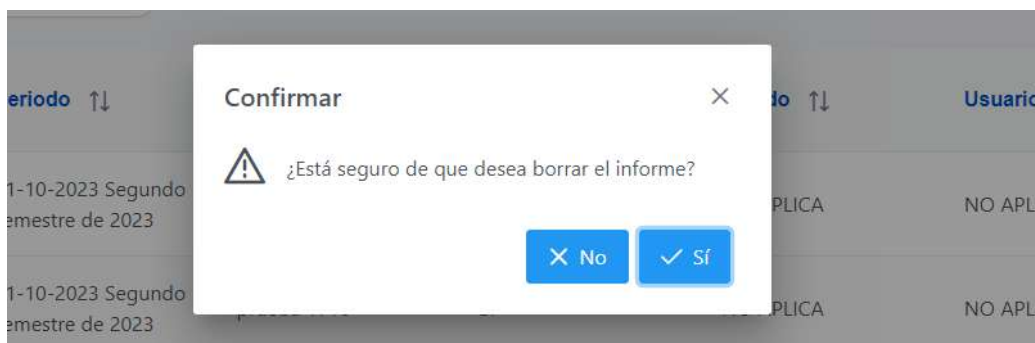 eriodo
Confirmar
do
Usuario
¿Está seguro de que desea borrar el informe?
1-10-2023 Segundo
emestre de 2023
PLICA
NO APL
No
Sí
1-10-2023 Segundo
emestre de 2023
PLICA
NO APL